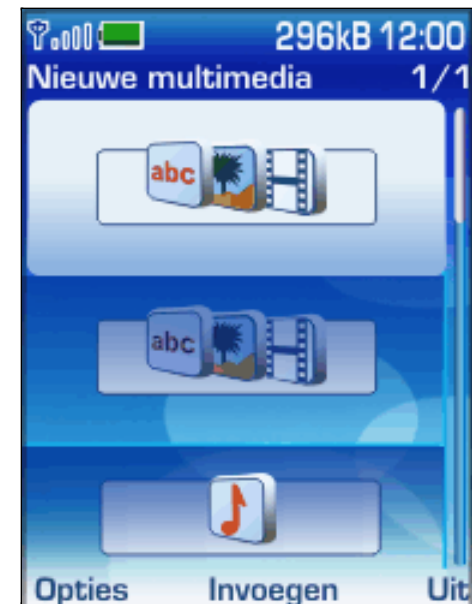 296kB 12:00
Nieuwe multimedia 1/1
abc
abc
Opties Invoegen Uit